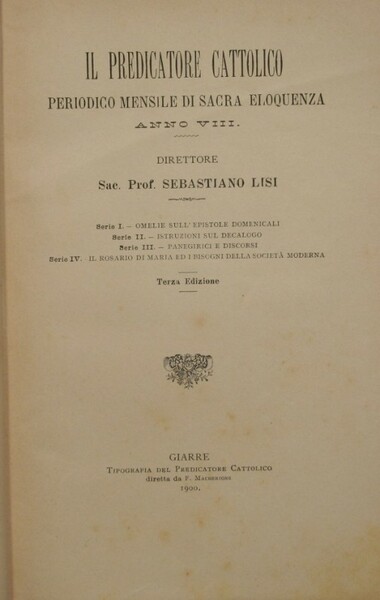 IL PREDICATORE CATTOLICO
PERIODICO MENSILE DI SACRA ELOQUENZA
ANNO VIII.
DIRETTORE
Sac. Prof. SEBASTIANO LISI
Serie I. — OMELIE SULL'EPISTOLE DOMENICALI
Serie II. — ISTRUZIONI SUL DECALOGO
Serie III. — PANEGIRICI E DISCORSI
Serie IV. IL ROSARIO DI MARIA ED I BISOGNI DELLA SOCIETÀ MODERNA
Terza Edizione
GIARRE
TIPOGRAFIA DEL PREDICATORE CATTOLICO
diretta da F.
1900.